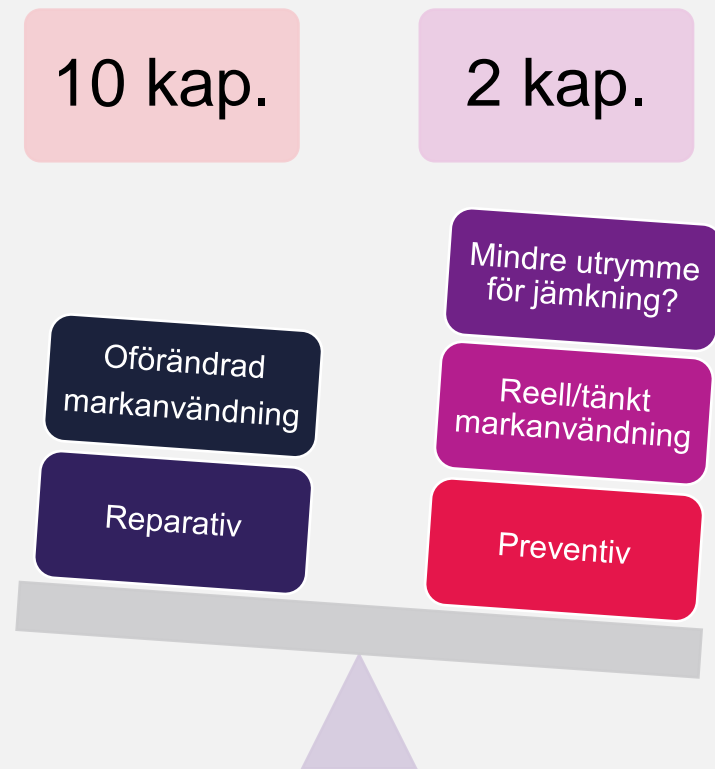 10 kap.
2 kap.
Mindre utrymme
för jämkning?
Oförändrad
markanvändning
Reell/tänkt
markanvändning
Reparativ
Preventiv